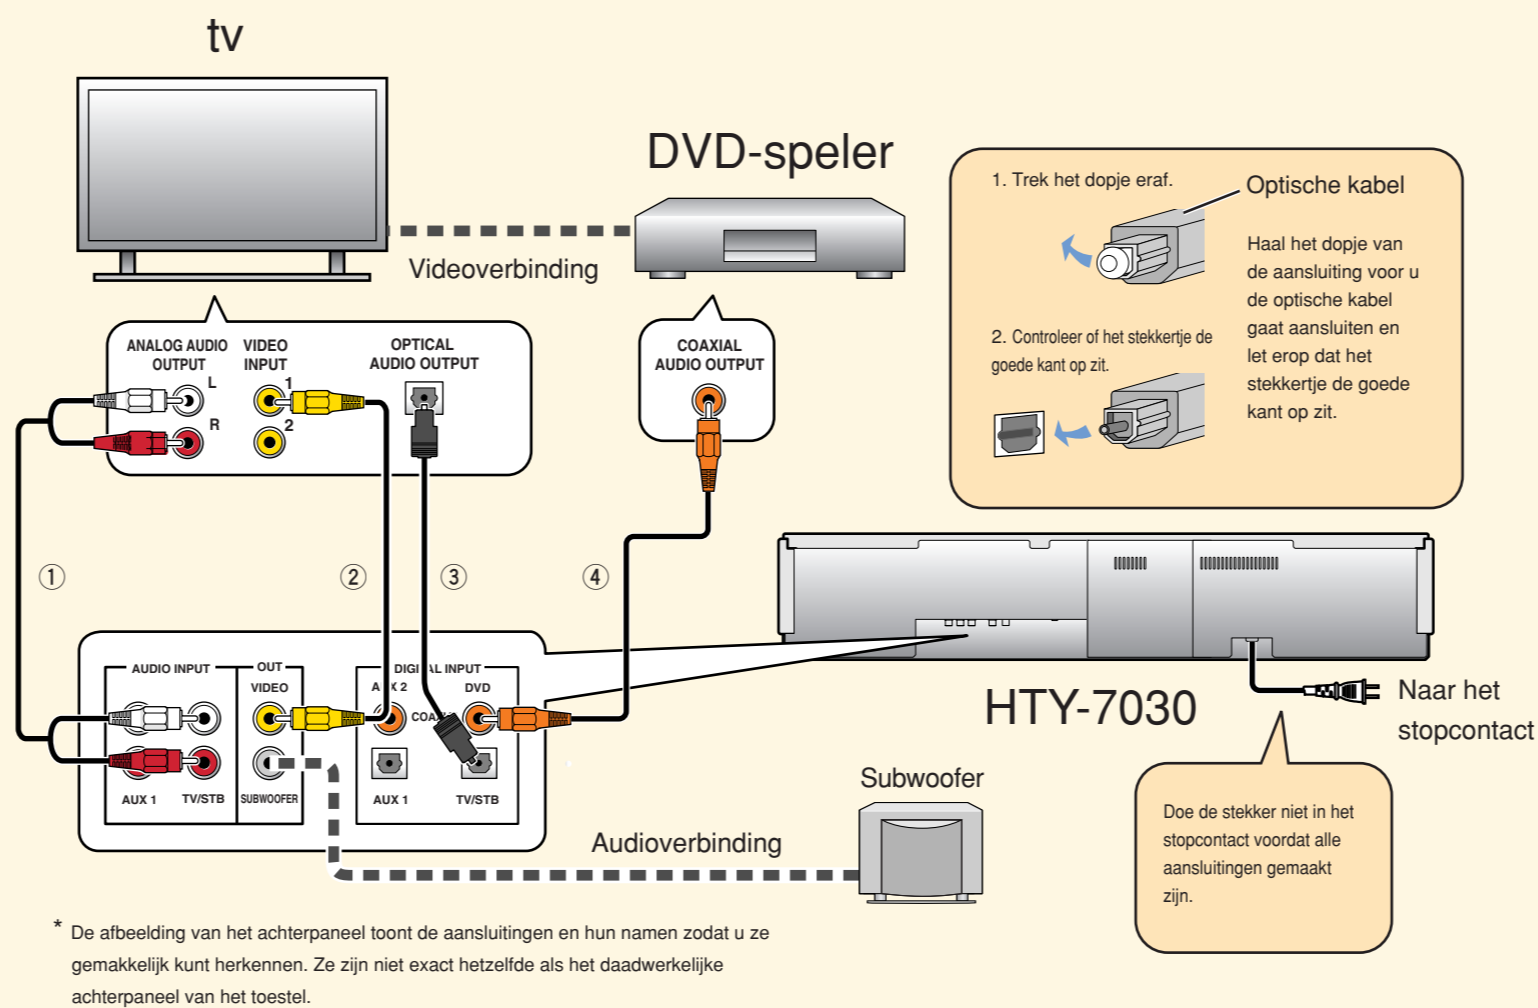 tv
DVD-speler
Videoverbinding
ANALOG AUDIO
OUTPUT
L
R
VIDEO
INPUT
1
2
OPTICAL
AUDIO OUTPUT
COAXIAL
AUDIO OUTPUT
1. Trek het dopje eraf.
Optische kabel
Haal het dopje van
de aansluiting voor u
de optische kabel
gaat aansluiten en
let erop dat het
stekkertje de goede
kant op zit.
2. Controleer of het stekkertje de
goede kant op zit.
①
②
③
④
AUDIO INPUT
AUX 1
TV/STB
OUT
VIDEO
SUBWOOFER
DIGITAL INPUT
AUX 2
DVD
AUX 1
TV/STB
HTY-7030
Naar het
stopcontact
Subwoofer
Audioverbinding
Doe de stekker niet in het
stopcontact voordat alle
aansluitingen gemaakt
zijn.
* De afbeelding van het achterpaneel toont de aansluitingen en hun namen zodat u ze
gemakkelijk kunt herkennen. Ze zijn niet exact hetzelfde als het daadwerkelijke
achterpaneel van het toestel.